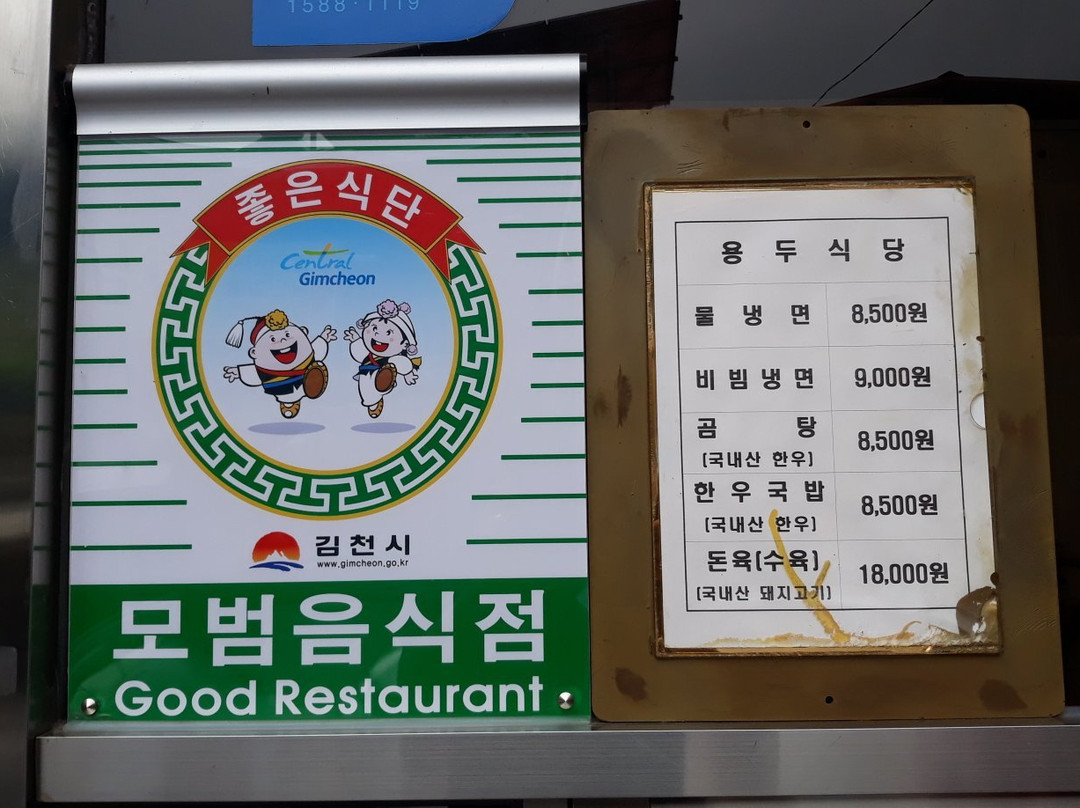 1588·1119
좋은식단
Central
Gimcheon
김천시
www.gimcheon.go.kr
모범음식점
Good Restaurant
용두식당
물냉면 8,500원
비빔냉면 9,000원
곰탕 8,500원
(국내산 한우)
한우국밥 8,500원
(국내산 한우)
돈육(수육) 18,000원
(국내산 돼지고기)